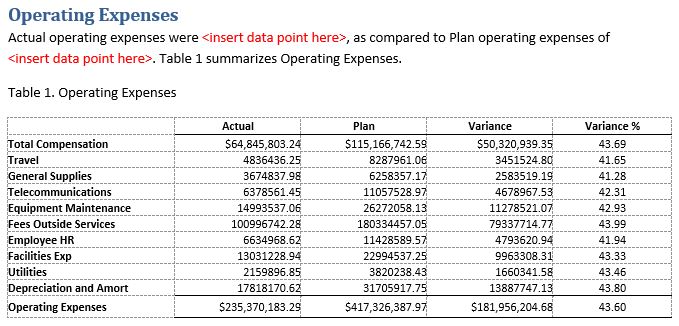 Operating Expenses
Actual operating expenses were <insert data point here>, as compared to Plan operating expenses of
<insert data point here>. Table 1 summarizes Operating Expenses.
Table 1. Operating Expenses
Actual Plan Variance Variance %
Total Compensation $64,845,803.24 $115,166,742.59 $50,320,939.35 43.69
Travel 4836436.25 8287961.06 3451524.80 41.65
General Supplies 3674837.98 6258357.17 2583519.19 41.28
Telecommunications 6378561.45 11057528.97 4678967.53 42.31
Equipment Maintenance 14993537.06 26272058.13 11278521.07 42.93
Fees Outside Services 100996742.28 180334457.05 79337714.77 43.99
Employee HR 6634968.62 11428589.57 4793620.94 41.94
Facilities Exp 13031228.94 22994537.25 9963308.31 43.33
Utilities 2159896.85 3820238.43 1660341.58 43.46
Depreciation and Amort 17818170.62 31705917.75 13887747.13 43.80
Operating Expenses $235,370,183.29 $417,326,387.97 $181,956,204.68 43.60